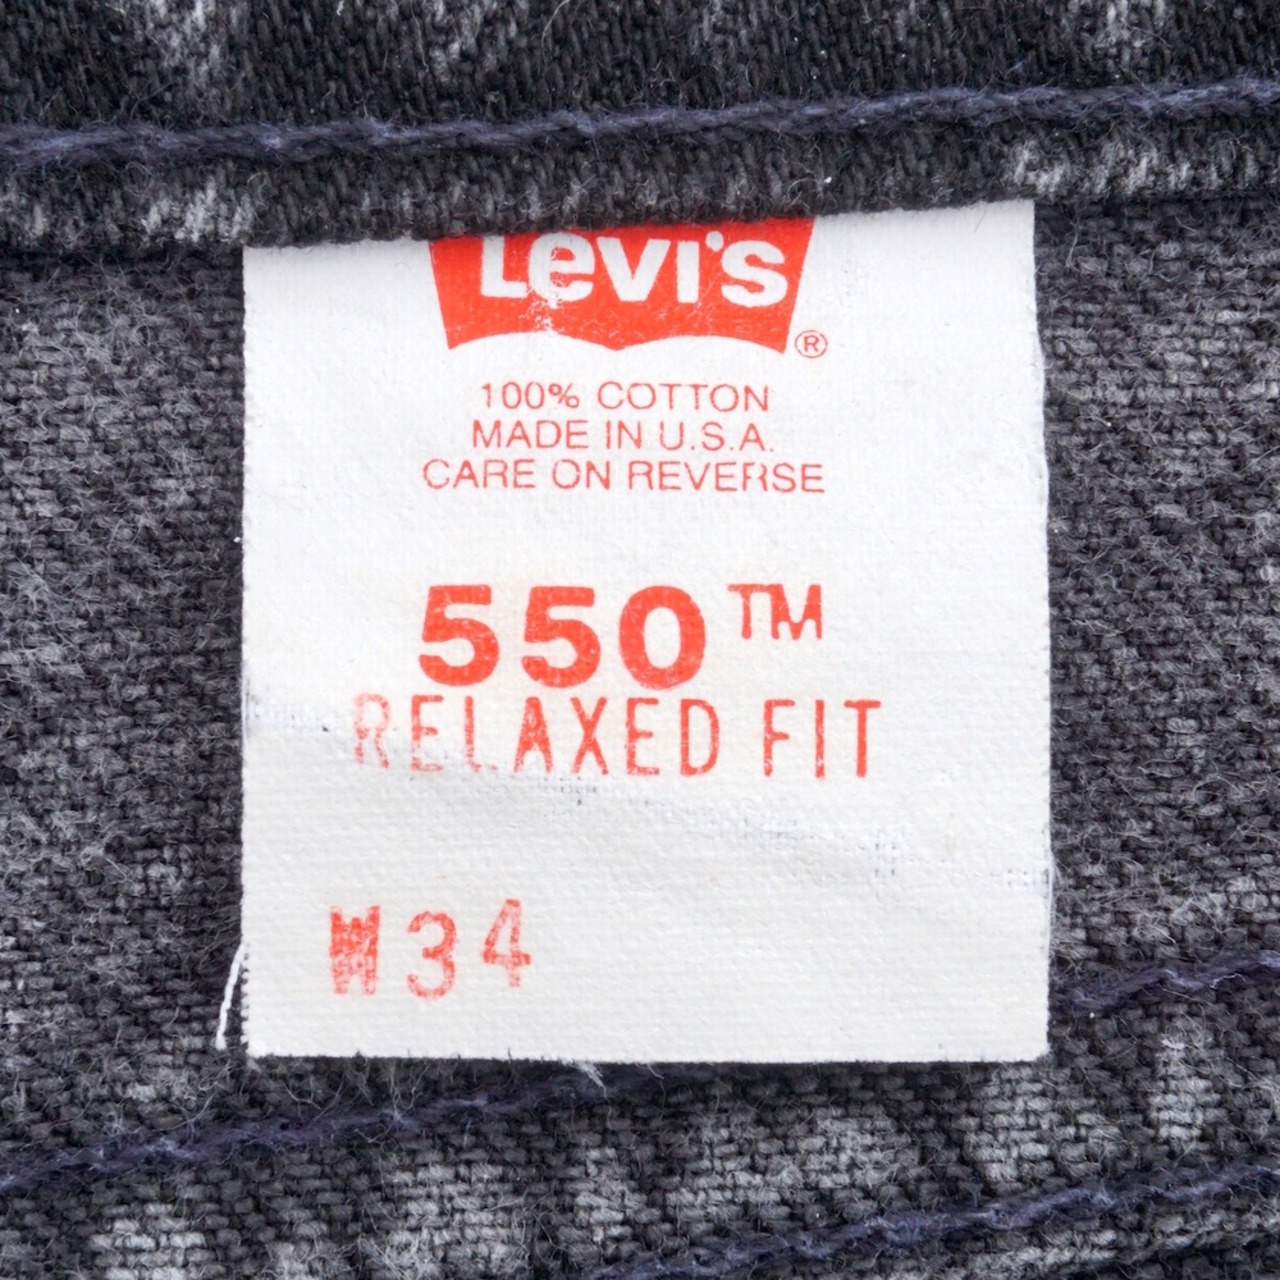 Levi's
®
100% COTTON
MADE IN U.S.A.
CARE ON REVERSE
550™
RELAXED FIT
W34